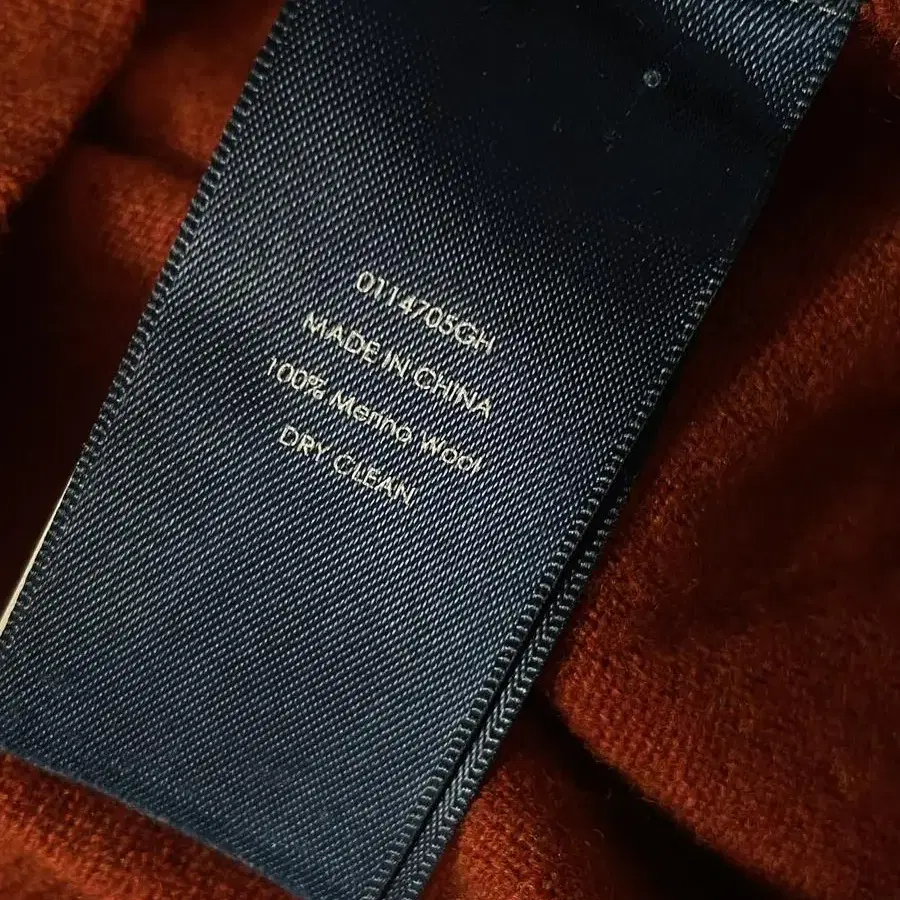 0114705GH
MADE IN CHINA
100% Merino Wool
DRY CLEAN